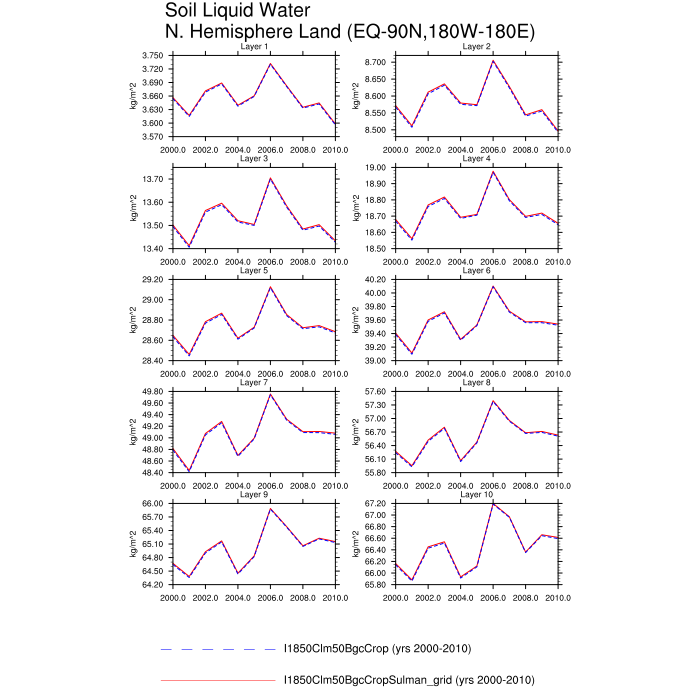 Soil Liquid Water
N. Hemisphere Land (EQ-90N,180W-180E)
Layer 1
3.750
3.720
3.690
3.660
3.630
3.600
3.570
kg/m^2
2000.0 2002.0 2004.0 2006.0 2008.0 2010.0
Layer 2
8.700
8.650
8.600
8.550
8.500
kg/m^2
2000.0 2002.0 2004.0 2006.0 2008.0 2010.0
Layer 3
13.70
13.60
13.50
13.40
kg/m^2
2000.0 2002.0 2004.0 2006.0 2008.0 2010.0
Layer 4
19.00
18.90
18.80
18.70
18.60
18.50
kg/m^2
2000.0 2002.0 2004.0 2006.0 2008.0 2010.0
Layer 5
29.20
29.00
28.80
28.60
28.40
kg/m^2
2000.0 2002.0 2004.0 2006.0 2008.0 2010.0
Layer 6
40.20
40.00
39.80
39.60
39.40
39.20
39.00
kg/m^2
2000.0 2002.0 2004.0 2006.0 2008.0 2010.0
Layer 7
49.80
49.60
49.40
49.20
49.00
48.80
48.60
48.40
kg/m^2
2000.0 2002.0 2004.0 2006.0 2008.0 2010.0
Layer 8
57.60
57.30
57.00
56.70
56.40
56.10
55.80
kg/m^2
2000.0 2002.0 2004.0 2006.0 2008.0 2010.0
Layer 9
66.00
65.70
65.40
65.10
64.80
64.50
64.20
kg/m^2
2000.0 2002.0 2004.0 2006.0 2008.0 2010.0
Layer 10
67.20
67.00
66.80
66.60
66.40
66.20
66.00
65.80
kg/m^2
2000.0 2002.0 2004.0 2006.0 2008.0 2010.0
I1850Clm50BgcCrop (yrs 2000-2010)
I1850Clm50BgcCropSulman_grid (yrs 2000-2010)